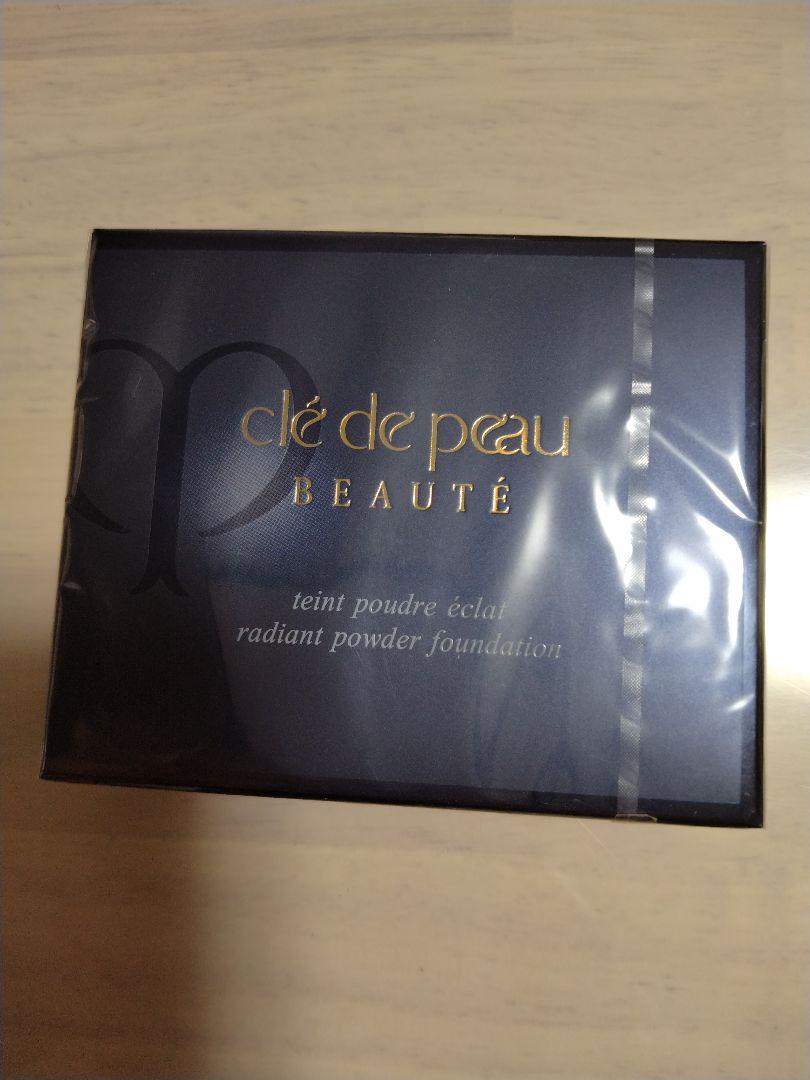 clé de peau
BEAUTÉ
teint poudre éclat
radiant powder foundation